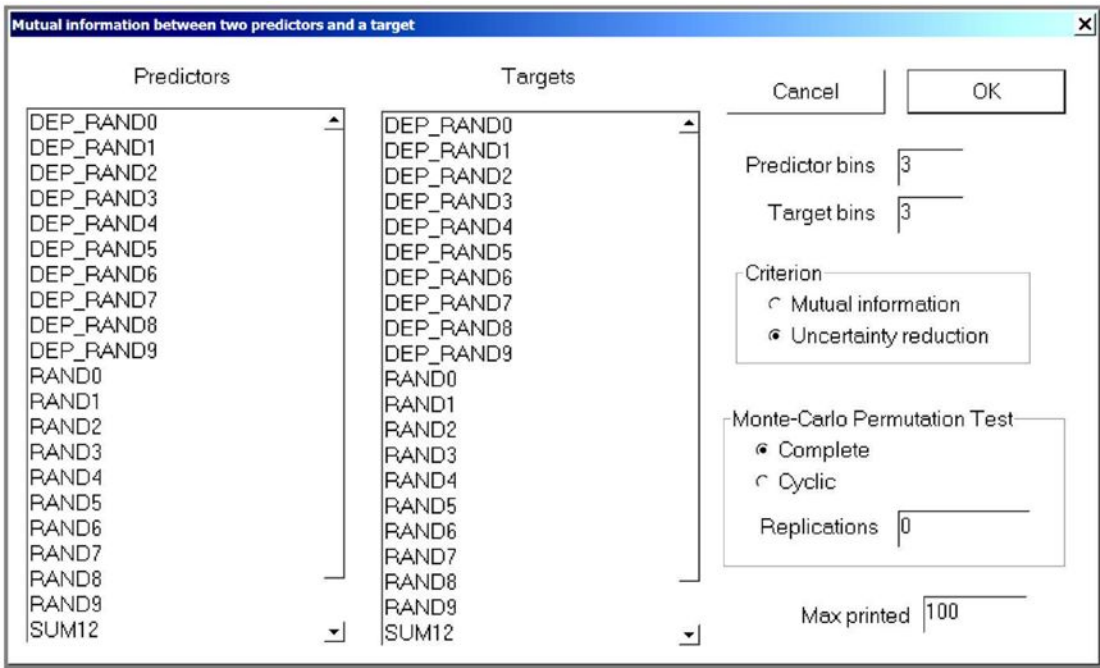 Mutual information between two predictors and a target
Predictors
DEP_RAND0
DEP_RAND1
DEP_RAND2
DEP_RAND3
DEP_RAND4
DEP_RAND5
DEP_RAND6
DEP_RAND7
DEP_RAND8
DEP_RAND9
RAND0
RAND1
RAND2
RAND3
RAND4
RAND5
RAND6
RAND7
RAND8
RAND9
SUM12
Targets
DEP_RAND0
DEP_RAND1
DEP_RAND2
DEP_RAND3
DEP_RAND4
DEP_RAND5
DEP_RAND6
DEP_RAND7
DEP_RAND8
DEP_RAND9
RAND0
RAND1
RAND2
RAND3
RAND4
RAND5
RAND6
RAND7
RAND8
RAND9
SUM12
Cancel OK
Predictor bins 3
Target bins 3
Criterion
Mutual information
Uncertainty reduction
Monte-Carlo Permutation Test
Complete
Cyclic
Replications 0
Max printed 100